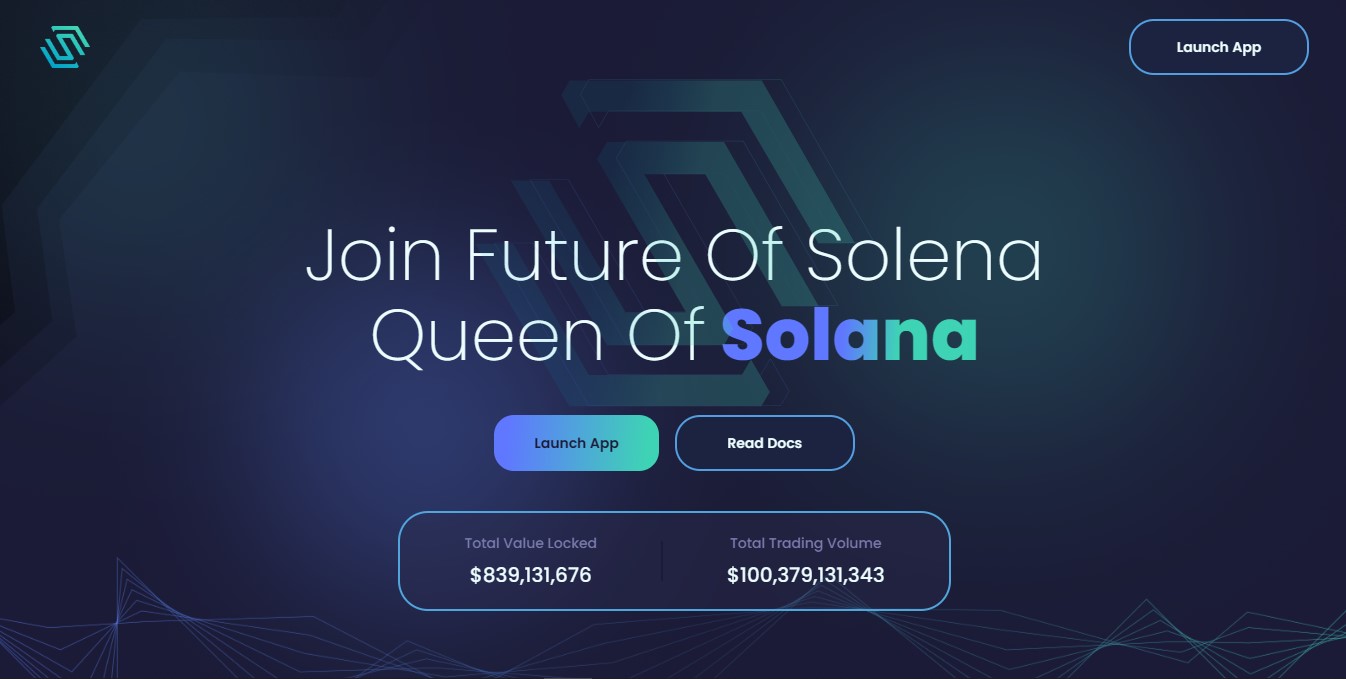 Launch App
Join Future Of Solena
Queen Of Solana
Launch App
Read Docs
Total Value Locked
Total Trading Volume
$839,131,676
$100,379,131,343